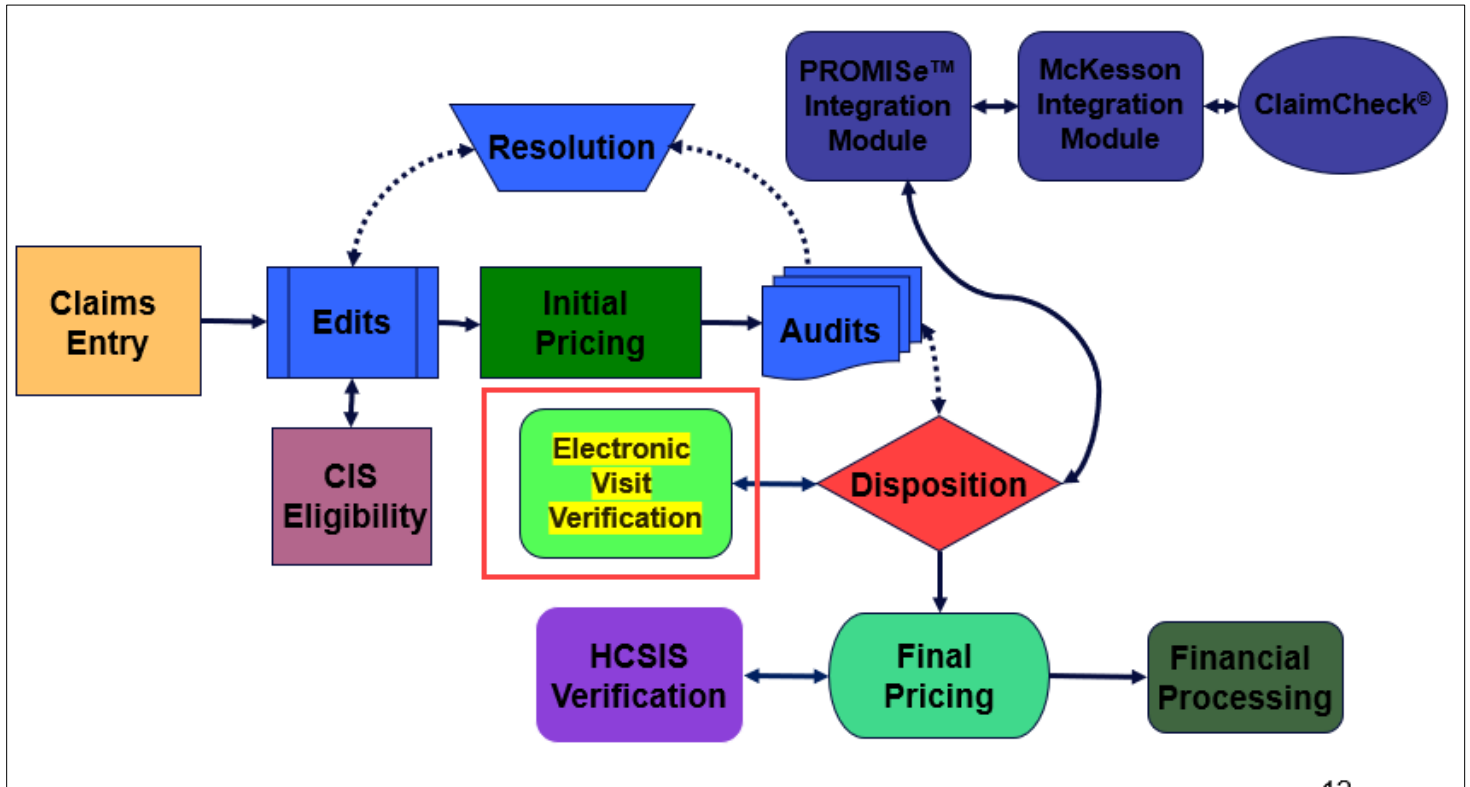 PROMISe™
Integration
Module
McKesson
Integration
Module
ClaimCheck®
Resolution
Claims
Entry
Edits
Initial
Pricing
Audits
CIS
Eligibility
Electronic
Visit
Verification
Disposition
HCSIS
Verification
Final
Pricing
Financial
Processing